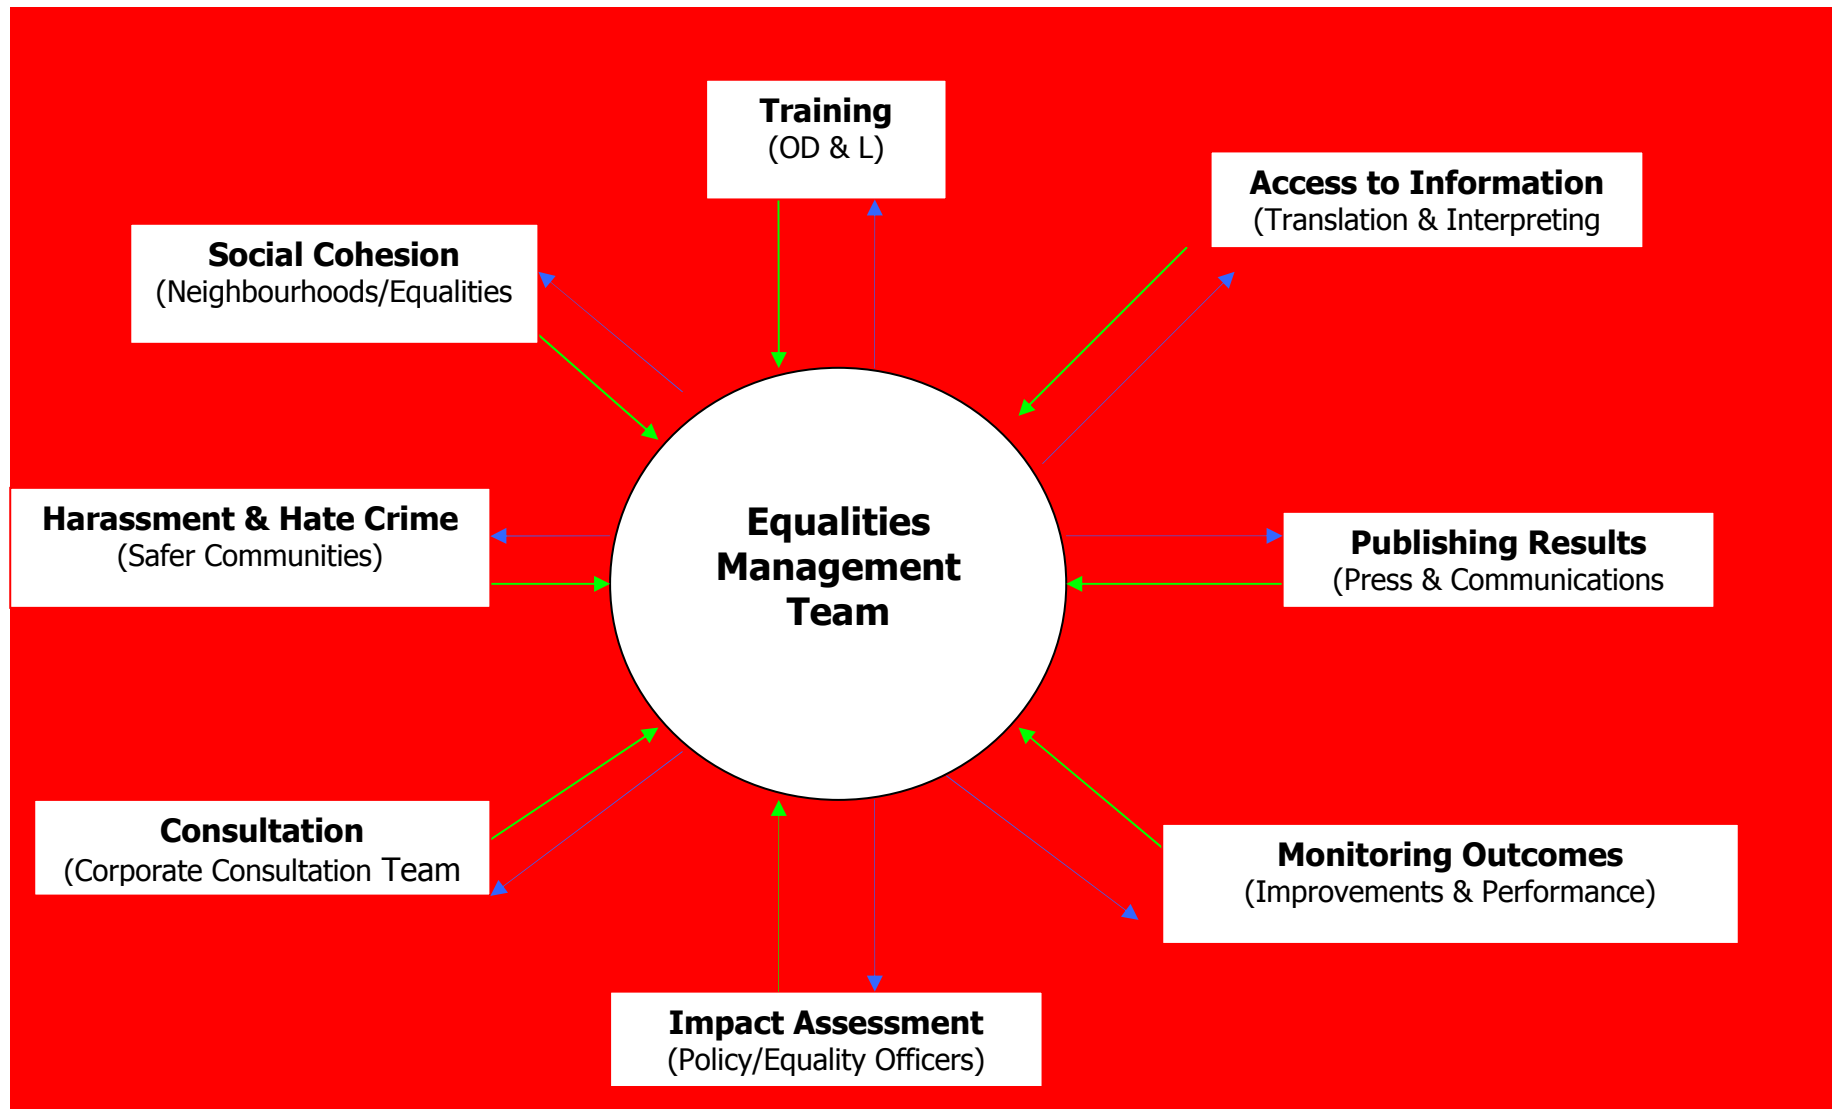 Training
(OD & L)
Access to Information
(Translation & Interpreting
Social Cohesion
(Neighbourhoods/Equalities
Harassment & Hate Crime
(Safer Communities)
Equalities
Management
Team
Publishing Results
(Press & Communications
Consultation
(Corporate Consultation Team
Monitoring Outcomes
(Improvements & Performance)
Impact Assessment
(Policy/Equality Officers)